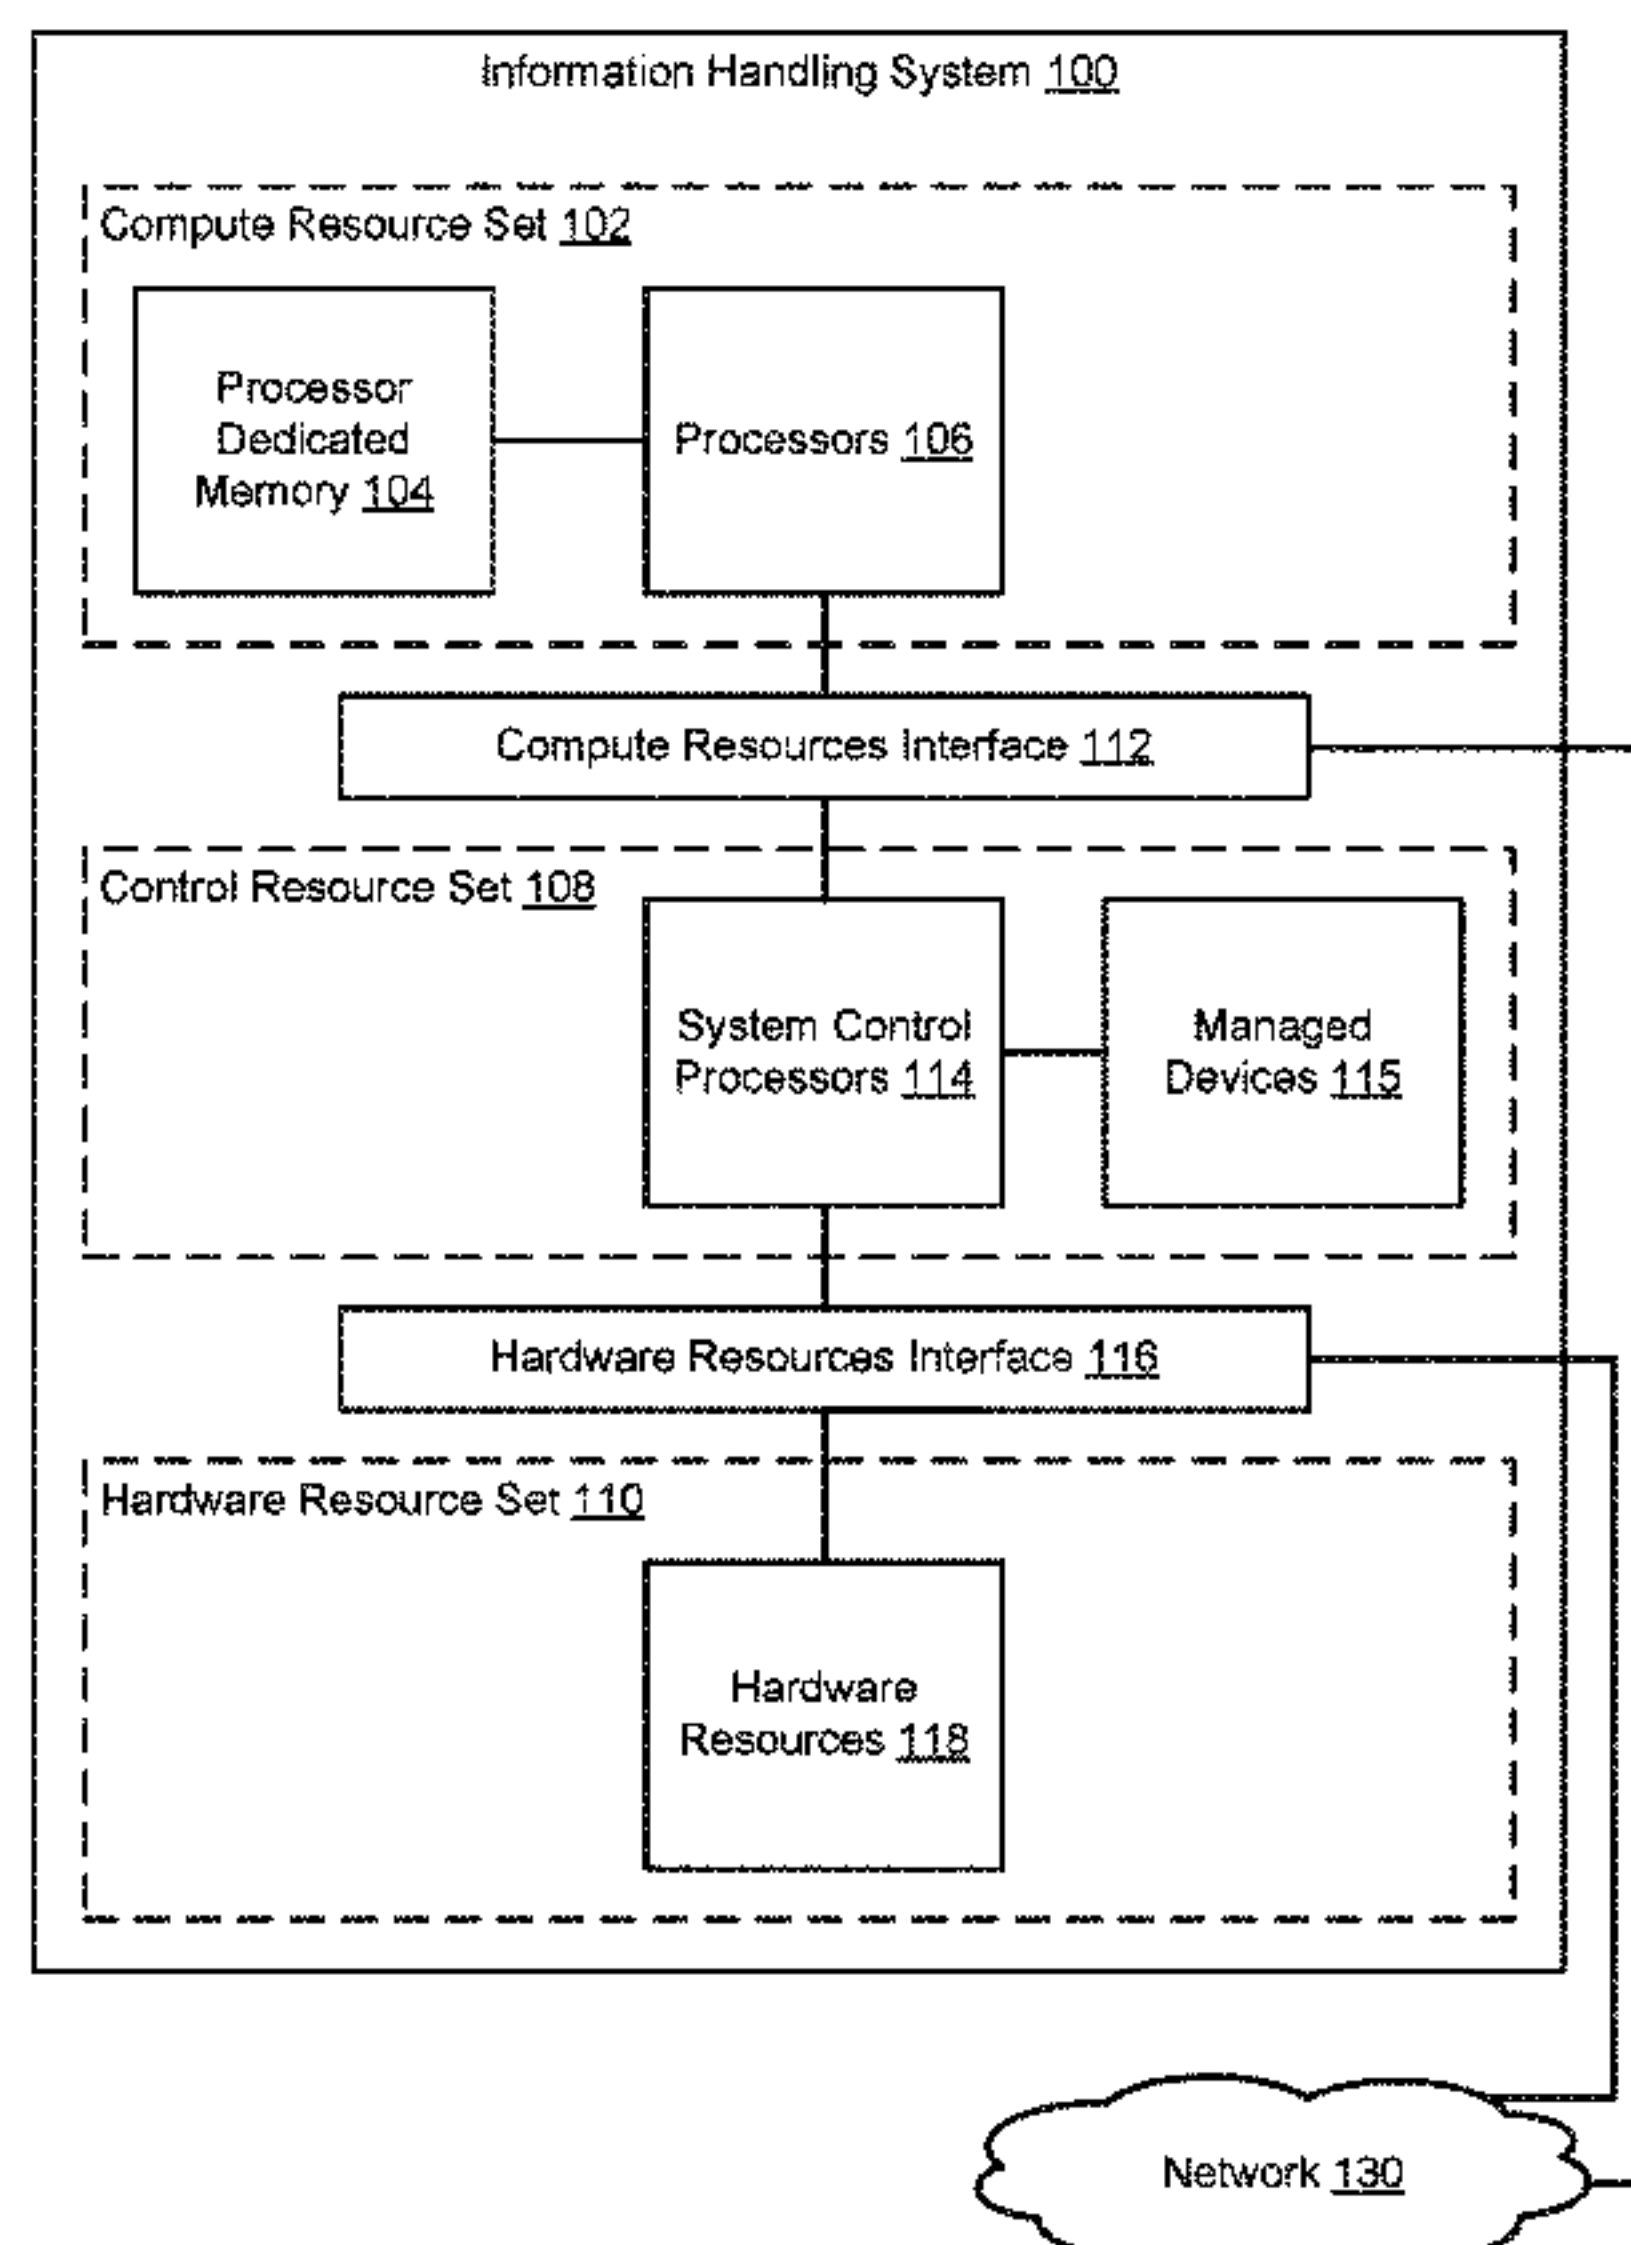 Information Handling System 100
Compute Resource Set 102
Processor
Dedicated
Memory 104
Processors 106
Compute Resources Interface 112
Control Resource Set 108
System Control
Processors 114
Managed
Devices 115
Hardware Resources Interface 116
Hardware Resource Set 110
Hardware
Resources 118
Network 130